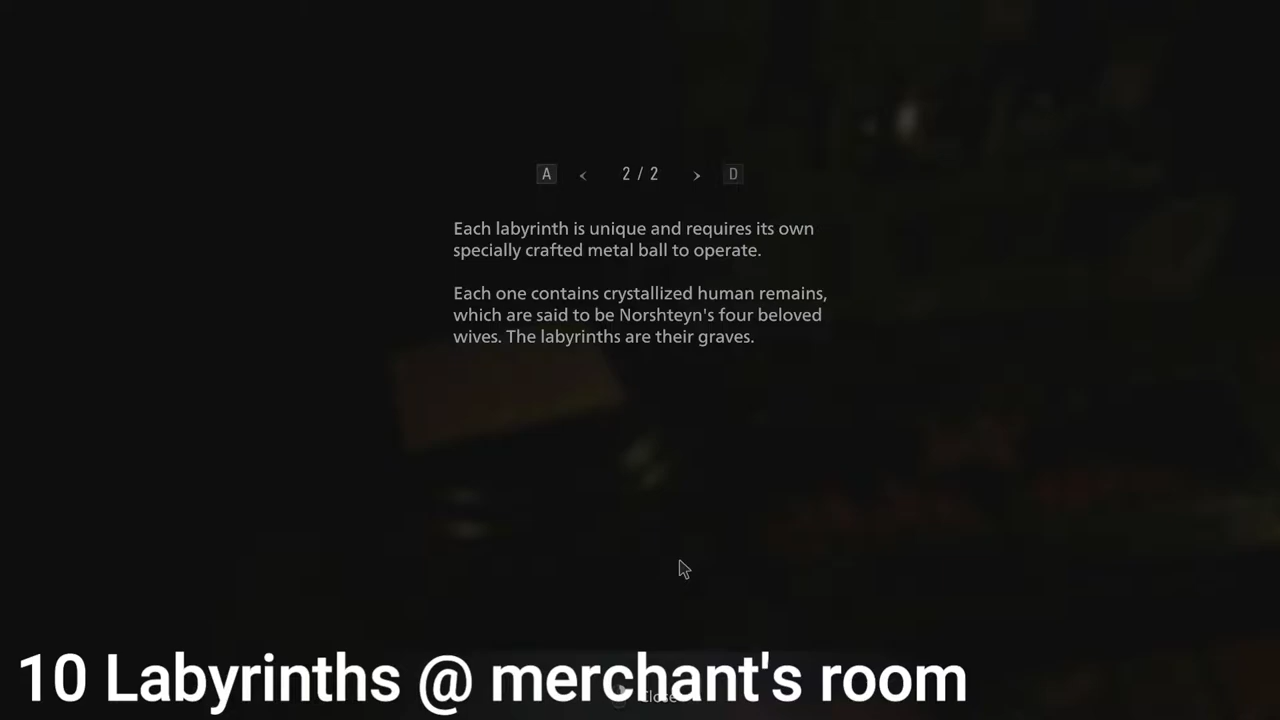 A < 2 / 2 > D
Each labyrinth is unique and requires its own
specially crafted metal ball to operate.
Each one contains crystallized human remains,
which are said to be Norshteyn's four beloved
wives. The labyrinths are their graves.
Close
10 Labyrinths @ merchant's room